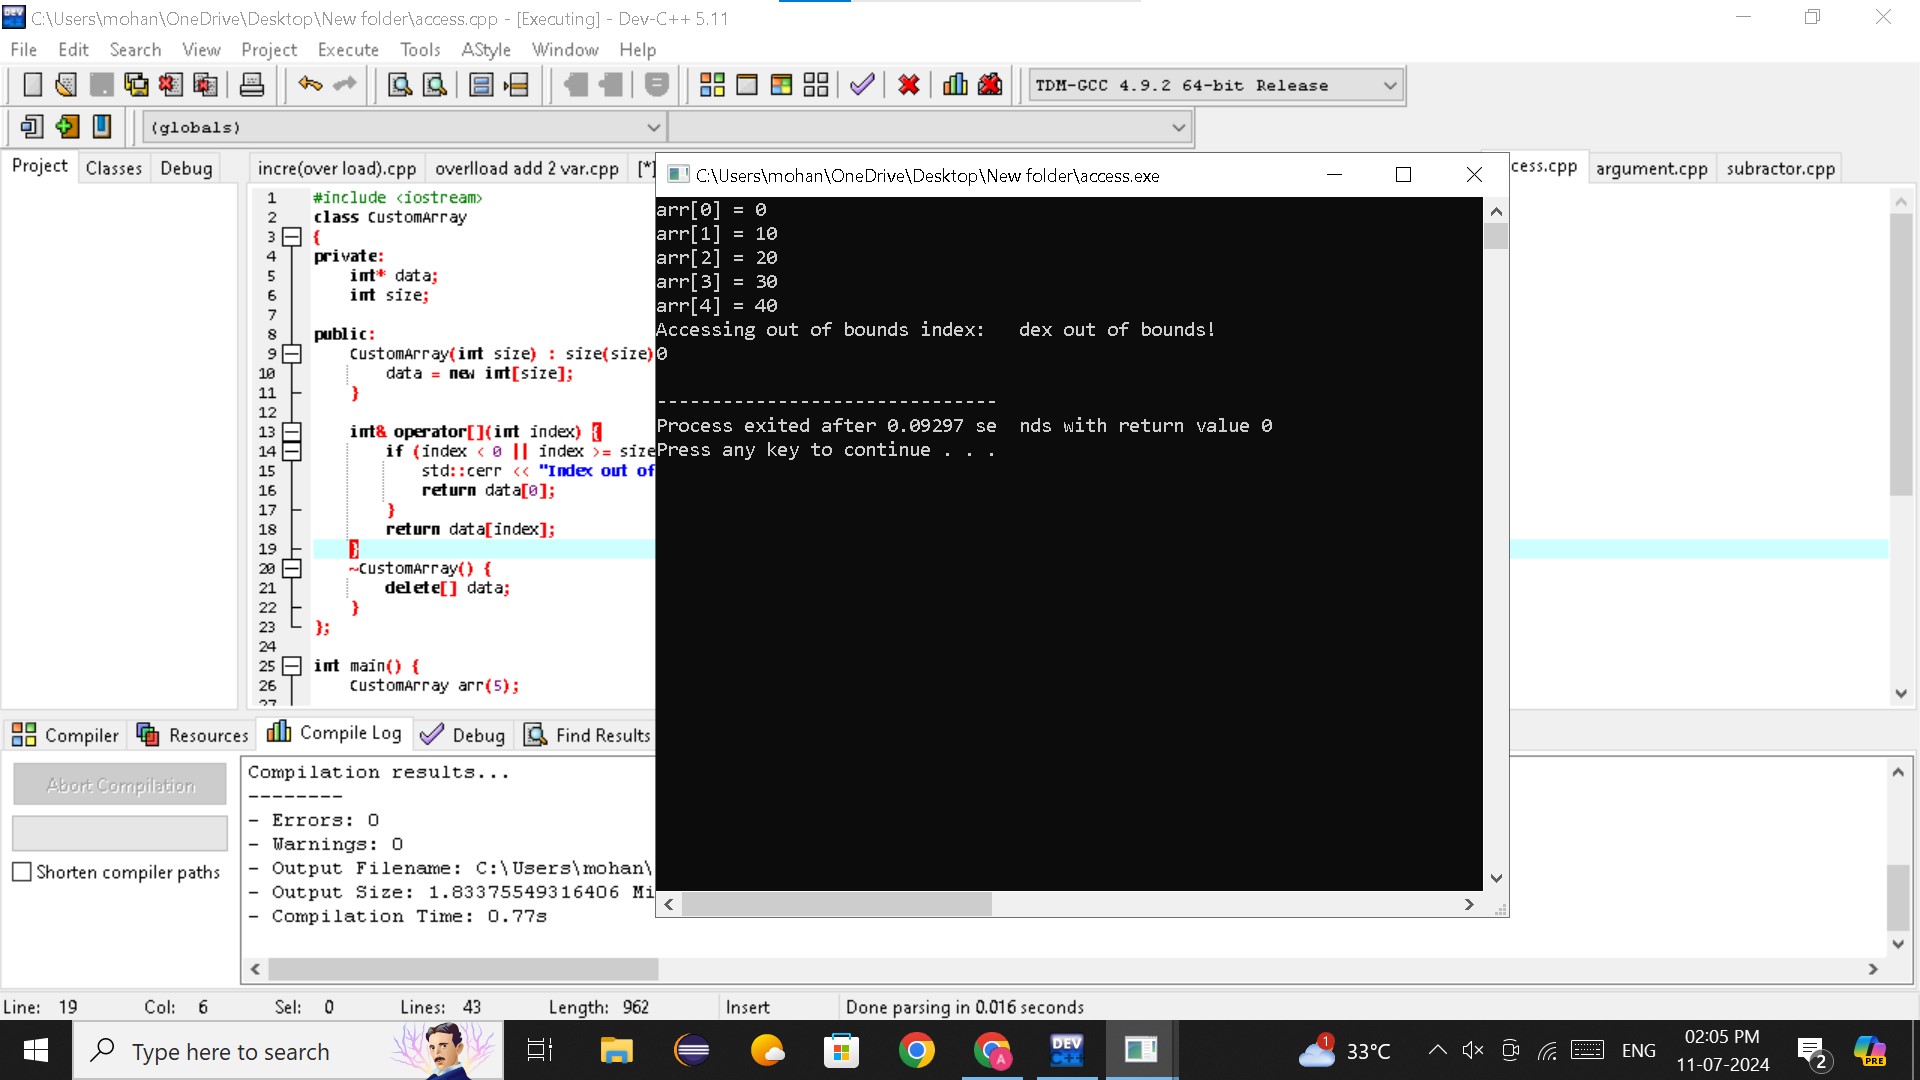 C:\Users\mohan\OneDrive\Desktop\New folder\access.cpp - [Executing] - Dev-C++ 5.11
File Edit Search View Project Execute Tools AStyle Window Help
TDM-GCC 4.9.2 64-bit Release
(globals)
Project Classes Debug
incre(over load).cpp overlload add 2 var.cpp [*] cess.cpp argument.cpp subractor.cpp
1 #include <iostream>
2 class CustomArray
3 {
4 private:
5 int* data;
6 int size;
7
8 public:
9 CustomArray(int size) : size(size)
10 data = new int[size];
11 }
12
13 int& operator[](int index) {
14 if (index < 0 || index >= size
15 std::cerr << "Index out of
16 return data[0];
17 }
18 return data[index];
19 }
20 ~CustomArray() {
21 delete[] data;
22 }
23 };
24
25 int main() {
26 CustomArray arr(5);
27
C:\Users\mohan\OneDrive\Desktop\New folder\access.exe
arr[0] = 0
arr[1] = 10
arr[2] = 20
arr[3] = 30
arr[4] = 40
Accessing out of bounds index: dex out of bounds!
0
-------------------------------
Process exited after 0.09297 se nds with return value 0
Press any key to continue . . .
Compiler Resources Compile Log Debug Find Results
Abort Compilation
Shorten compiler paths
Compilation results...
--------
- Errors: 0
- Warnings: 0
- Output Filename: C:\Users\mohan\
- Output Size: 1.83375549316406 Mi
- Compilation Time: 0.77s
Line: 19 Col: 6 Sel: 0 Lines: 43 Length: 962 Insert Done parsing in 0.016 seconds
Type here to search
DEV C++
1
33°C
ENG
02:05 PM
11-07-2024
2
PRE